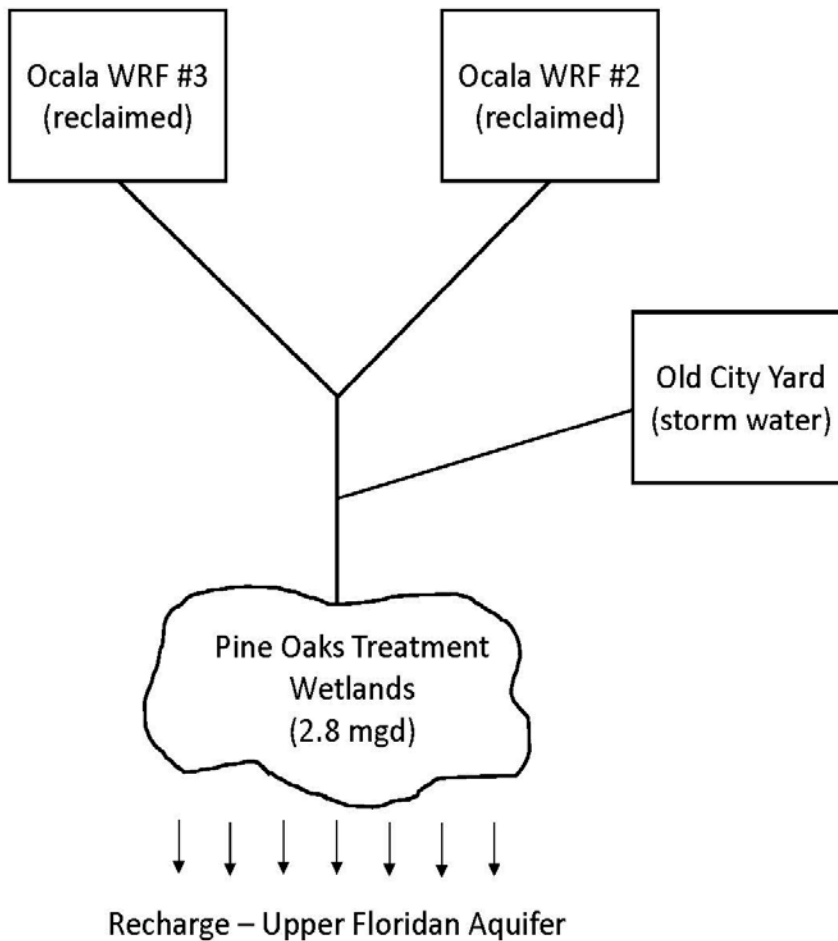 Ocala WRF #3
(reclaimed)
Ocala WRF #2
(reclaimed)
Old City Yard
(storm water)
Pine Oaks Treatment
Wetlands
(2.8 mgd)
Recharge – Upper Floridan Aquifer